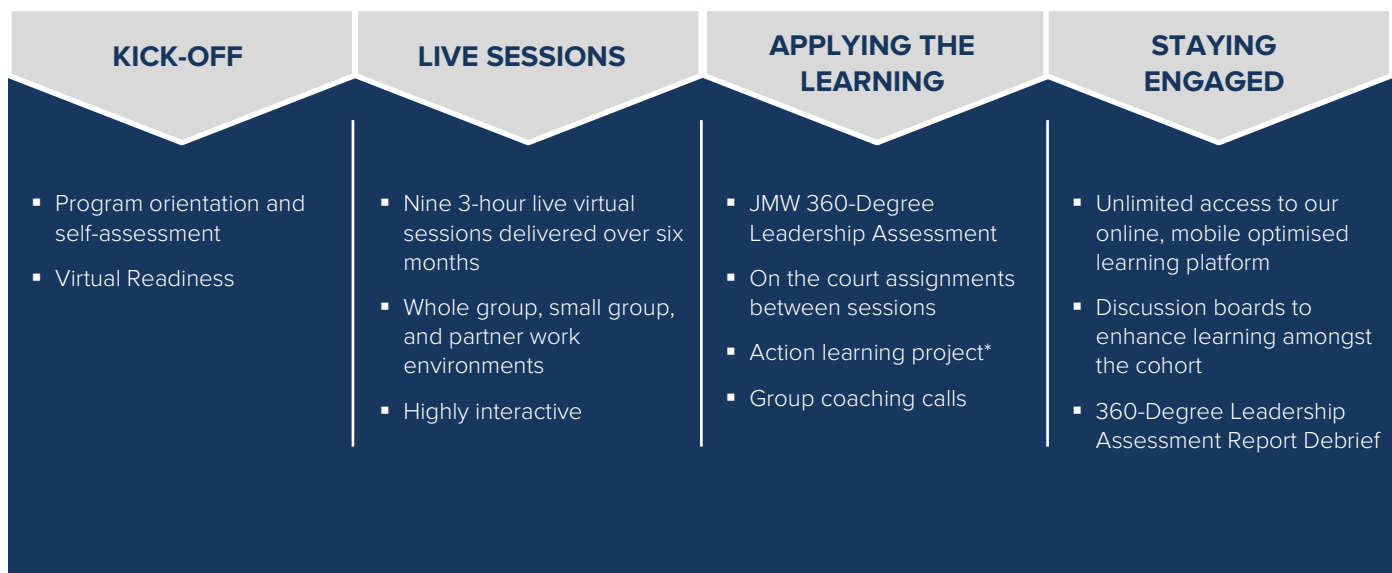 KICK-OFF
▪ Program orientation and
self-assessment
▪ Virtual Readiness
LIVE SESSIONS
▪ Nine 3-hour live virtual
sessions delivered over six
months
▪ Whole group, small group,
and partner work
environments
▪ Highly interactive
APPLYING THE
LEARNING
▪ JMW 360-Degree
Leadership Assessment
▪ On the court assignments
between sessions
▪ Action learning project*
▪ Group coaching calls
STAYING
ENGAGED
▪ Unlimited access to our
online, mobile optimised
learning platform
▪ Discussion boards to
enhance learning amongst
the cohort
▪ 360-Degree Leadership
Assessment Report Debrief